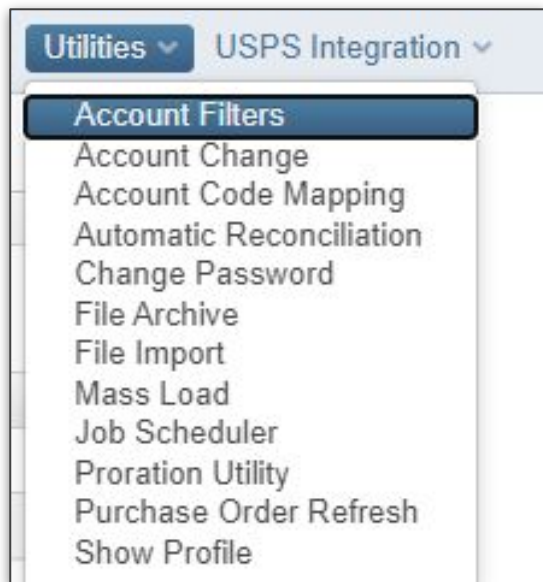 Utilities USPS Integration
Account Filters
Account Change
Account Code Mapping
Automatic Reconciliation
Change Password
File Archive
File Import
Mass Load
Job Scheduler
Proration Utility
Purchase Order Refresh
Show Profile